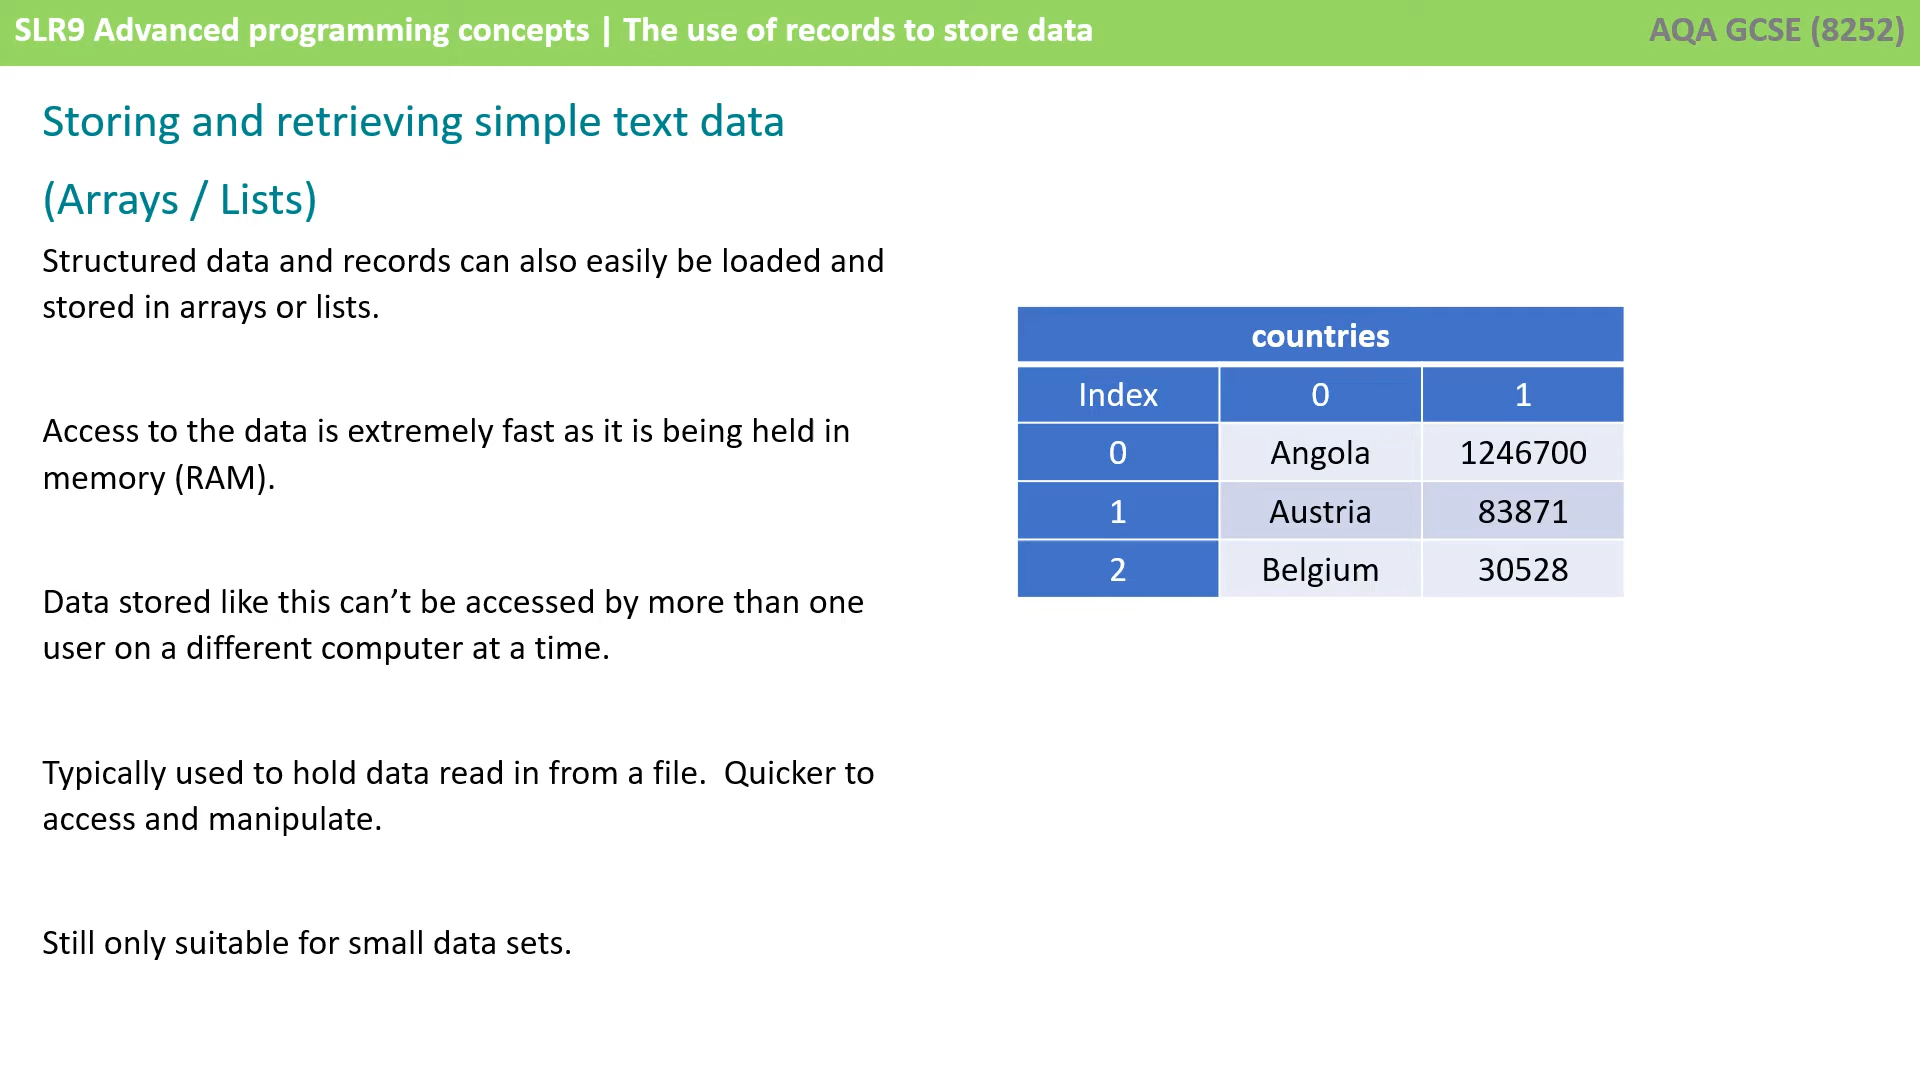 SLR9 Advanced programming concepts | The use of records to store data
AQA GCSE (8252)
Storing and retrieving simple text data
(Arrays / Lists)
Structured data and records can also easily be loaded and
stored in arrays or lists.
Access to the data is extremely fast as it is being held in
memory (RAM).
Data stored like this can’t be accessed by more than one
user on a different computer at a time.
Typically used to hold data read in from a file.  Quicker to
access and manipulate.
Still only suitable for small data sets.
countries
Index 0 1
0 Angola 1246700
1 Austria 83871
2 Belgium 30528